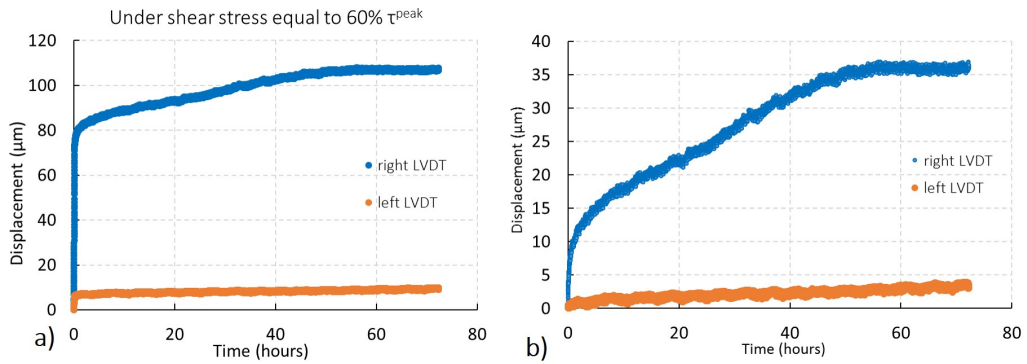 Under shear stress equal to 60% τpeak
120
100
80
60
40
20
0
Displacement (µm)
right LVDT
left LVDT
0 20 40 60 80
Time (hours)
a)
40
35
30
25
20
15
10
5
0
Displacement (µm)
right LVDT
left LVDT
0 20 40 60 80
Time (hours)
b)